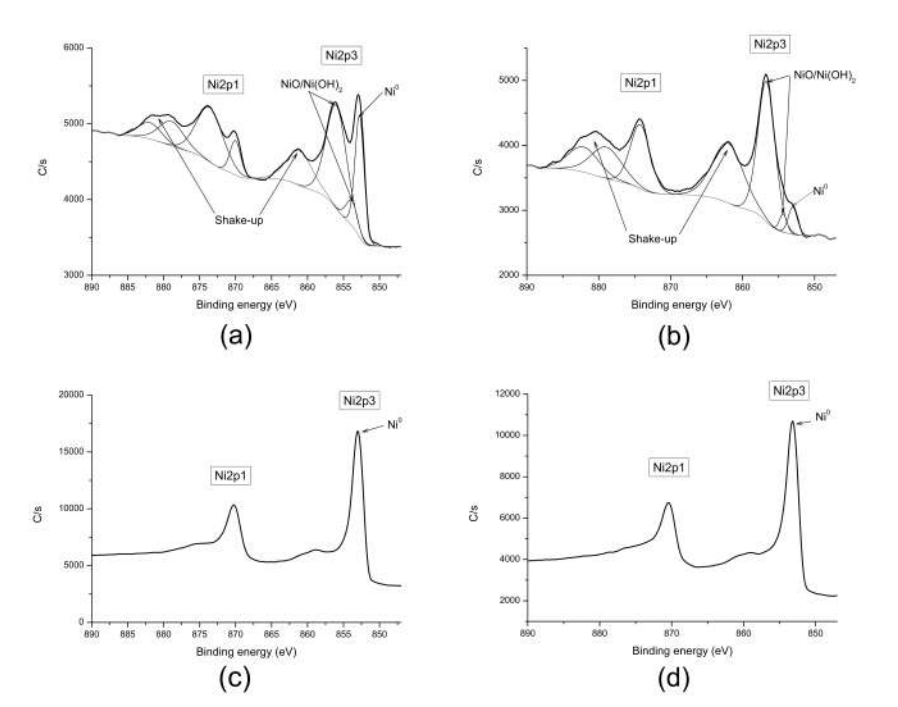 Ni2p3
Ni2p1
NiO/Ni(OH)₂
Ni⁰
Shake-up
6000
5000
4000
3000
C/s
890 885 880 875 870 865 860 855 850
Binding energy (eV)
(a)
Ni2p3
Ni2p1
NiO/Ni(OH)₂
Ni⁰
Shake-up
5000
4000
3000
2000
C/s
890 880 870 860 850
Binding energy (eV)
(b)
Ni2p3
Ni⁰
Ni2p1
20000
15000
10000
5000
0
C/s
890 885 880 875 870 865 860 855 850
Binding energy (eV)
(c)
Ni2p3
Ni⁰
Ni2p1
12000
10000
8000
6000
4000
2000
C/s
890 880 870 860 850
Binding energy (eV)
(d)